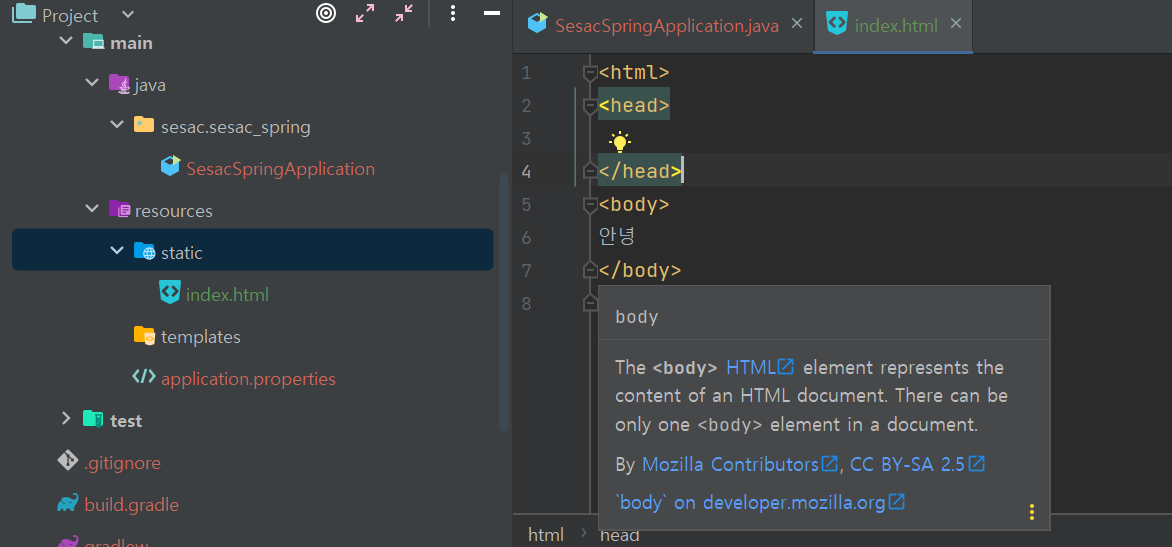 Project
main
java
sesac.sesac_spring
SesacSpringApplication
resources
static
index.html
templates
application.properties
test
.gitignore
build.gradle
gradlew
SesacSpringApplication.java
index.html
1 <html>
2 <head>
3
4 </head>
5 <body>
6 안녕
7 </body>
8
body
The <body> HTML element represents the
content of an HTML document. There can be
only one <body> element in a document.
By Mozilla Contributors, CC BY-SA 2.5
`body` on developer.mozilla.org
html > head